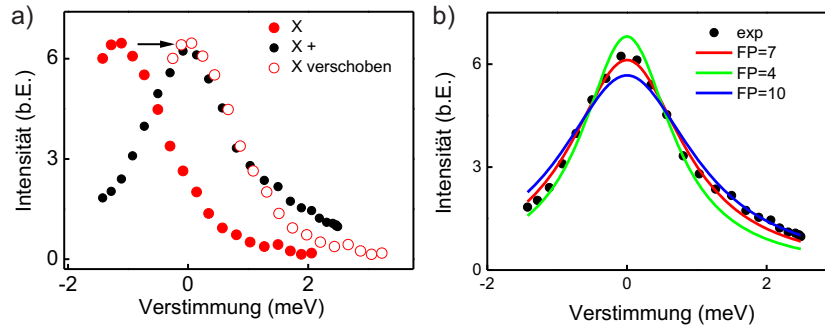 a)
X
X +
X verschoben
Intensität (b.E.)
6
3
0
-2
0
2
Verstimmung (meV)
b)
exp
FP=7
FP=4
FP=10
Intensität (b.E.)
6
3
0
-2
0
2
Verstimmung (meV)